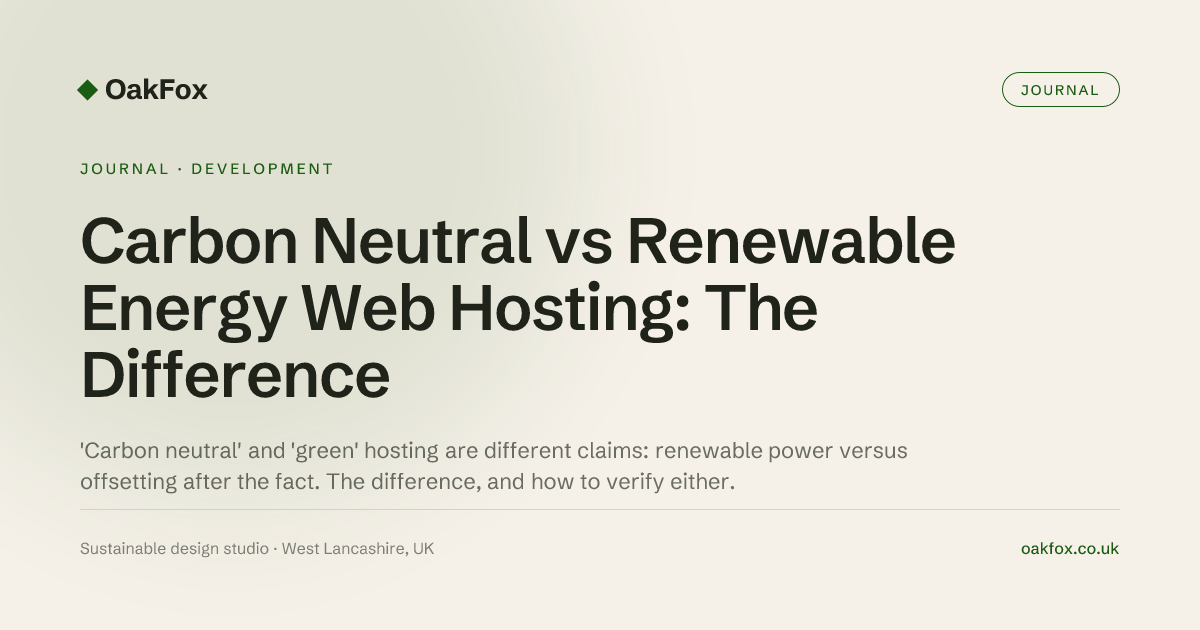 OakFox
JOURNAL
JOURNAL · DEVELOPMENT
Carbon Neutral vs Renewable
Energy Web Hosting: The
Difference
'Carbon neutral' and 'green' hosting are different claims: renewable power versus
offsetting after the fact. The difference, and how to verify either.
Sustainable design studio · West Lancashire, UK
oakfox.co.uk